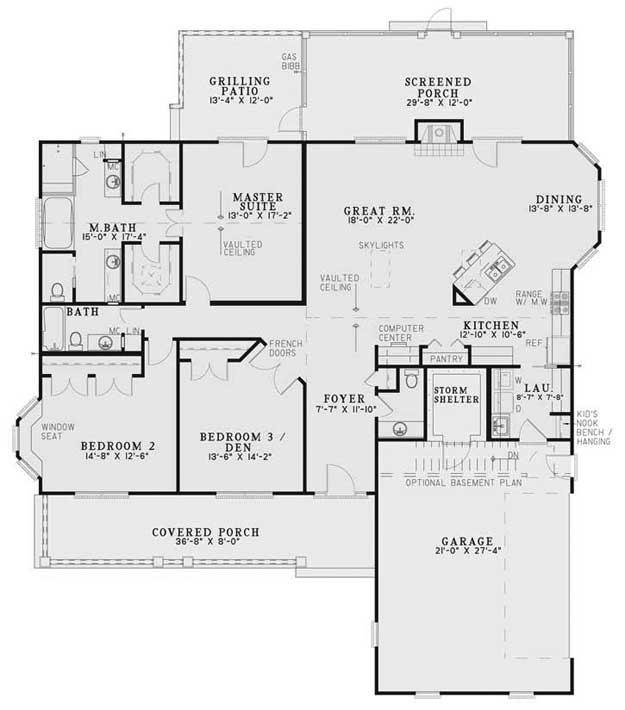 GAS
BIBB
GRILLING
PATIO
13'-4" X 12'-0"
SCREENED
PORCH
29'-8" X 12'-0"
LIN
MC
MASTER
SUITE
13'-0" X 17'-2"
DINING
13'-8" X 13'-8"
GREAT RM.
18'-0" X 22'-0"
M.BATH
15'-0" X 17'-4"
VAULTED
CEILING
SKYLIGHTS
VAULTED
CEILING
MC
DW
RANGE
W/ M.W.
BATH
MC
LIN
COMPUTER
CENTER
KITCHEN
12'-10" X 10'-6"
REF.
FRENCH
DOORS
PANTRY
W
D
LAU.
8'-7" X 7'-8"
STORM
SHELTER
FOYER
7'-7" X 11'-10"
KID'S
NOOK
BENCH /
HANGING
WINDOW
SEAT
BEDROOM 2
14'-8" X 12'-6"
BEDROOM 3 /
DEN
13'-6" X 14'-2"
DN
OPTIONAL BASEMENT PLAN
COVERED PORCH
36'-8" X 8'-0"
GARAGE
21'-0" X 27'-4"